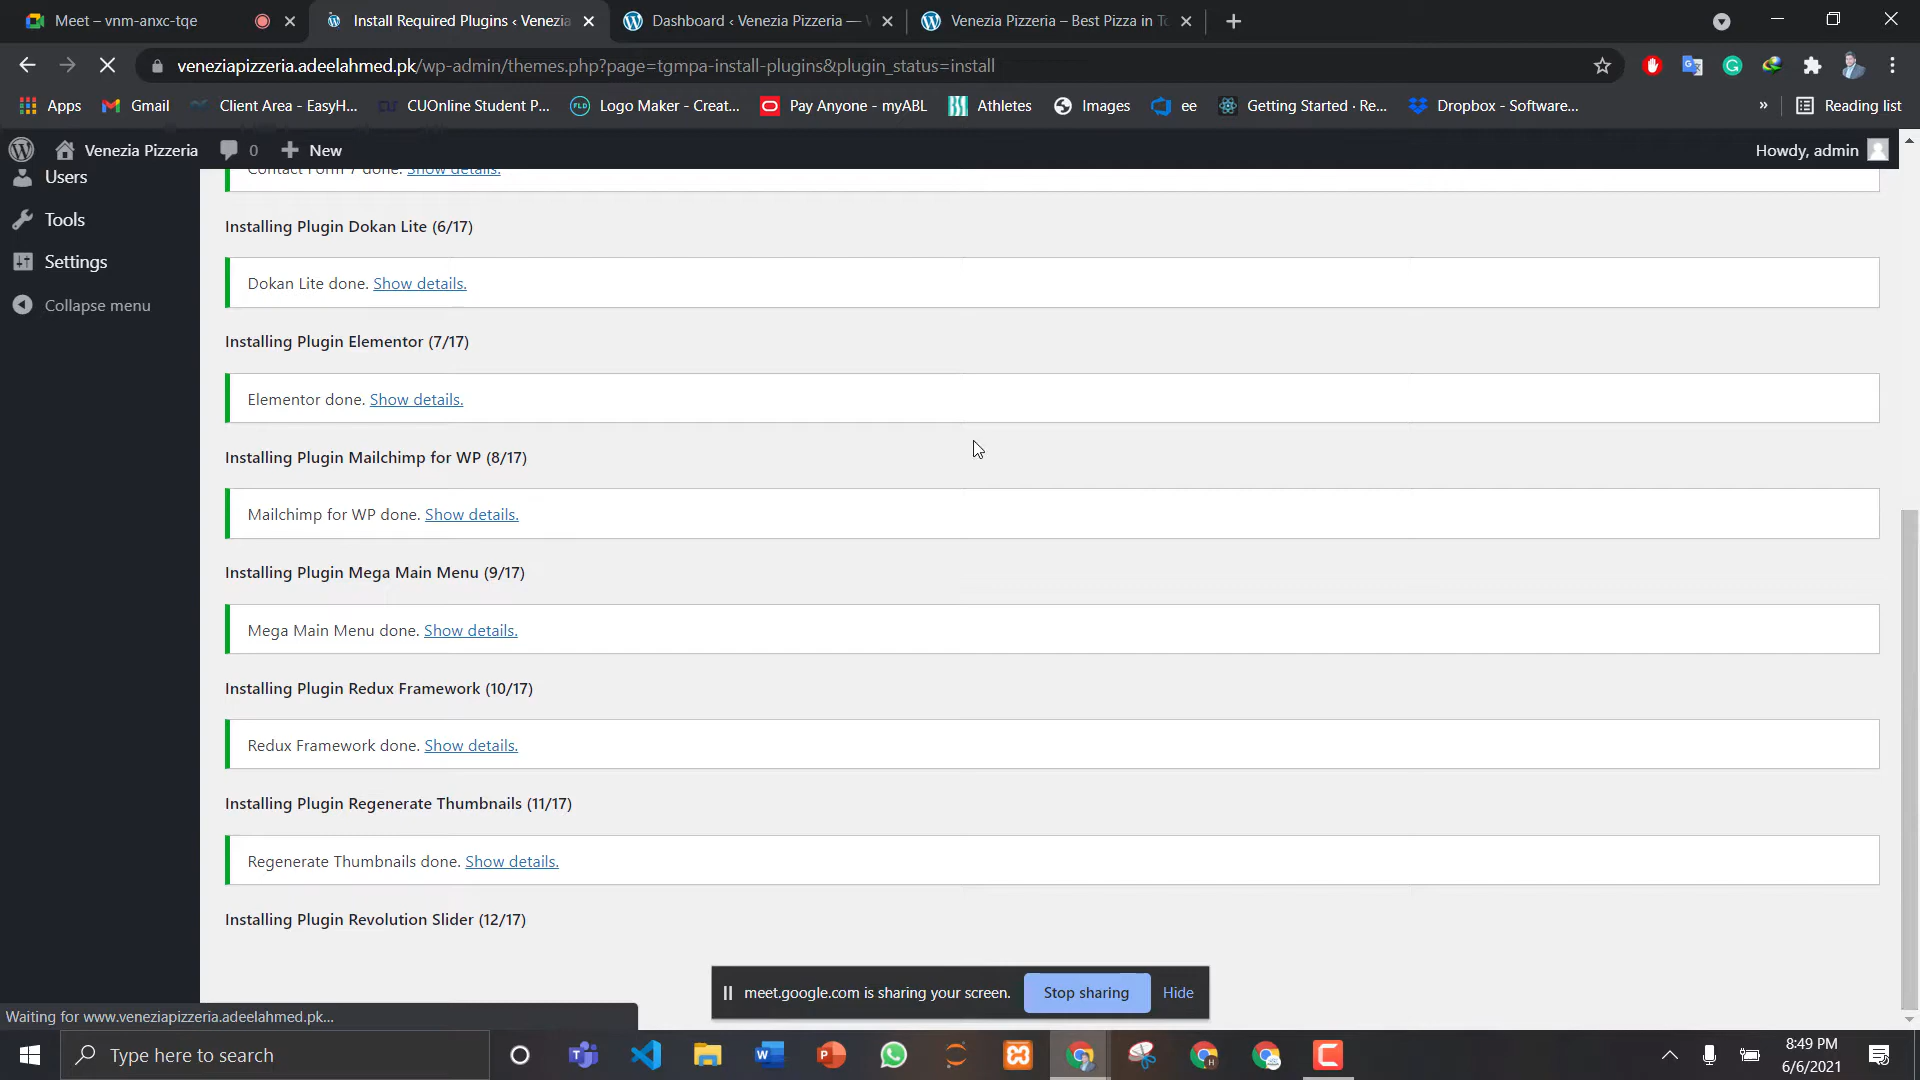 Meet – vnm-anxc-tqe
Install Required Plugins ‹ Venezia
Dashboard ‹ Venezia Pizzeria —
Venezia Pizzeria – Best Pizza in To
veneziapizzeria.adeelahmed.pk/wp-admin/themes.php?page=tgmpa-install-plugins&plugin_status=install
Apps
Gmail
Client Area - EasyH...
CUOnline Student P...
Logo Maker - Creat...
Pay Anyone - myABL
Athletes
Images
ee
Getting Started · Re...
Dropbox - Software...
»
Reading list
Venezia Pizzeria
0
New
Howdy, admin
Users
Tools
Settings
Collapse menu
Contact Form 7 done. Show details.
Installing Plugin Dokan Lite (6/17)
Dokan Lite done. Show details.
Installing Plugin Elementor (7/17)
Elementor done. Show details.
Installing Plugin Mailchimp for WP (8/17)
Mailchimp for WP done. Show details.
Installing Plugin Mega Main Menu (9/17)
Mega Main Menu done. Show details.
Installing Plugin Redux Framework (10/17)
Redux Framework done. Show details.
Installing Plugin Regenerate Thumbnails (11/17)
Regenerate Thumbnails done. Show details.
Installing Plugin Revolution Slider (12/17)
meet.google.com is sharing your screen.
Stop sharing
Hide
Waiting for www.veneziapizzeria.adeelahmed.pk...
Type here to search
8:49 PM
6/6/2021